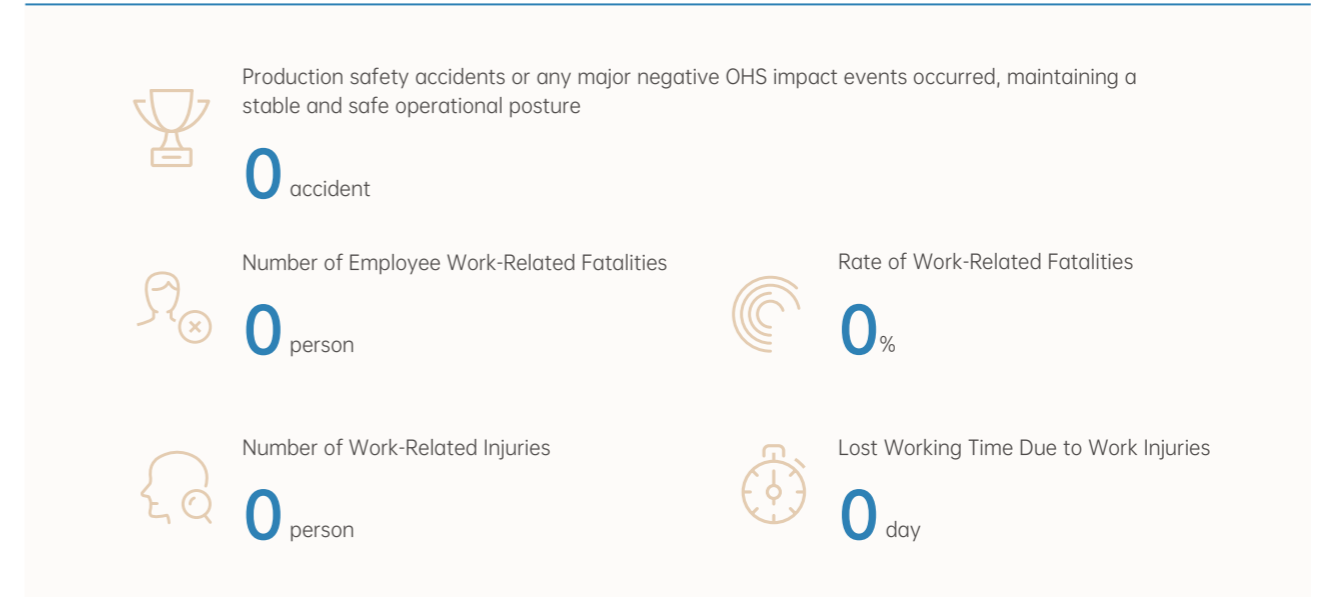 Production safety accidents or any major negative OHS impact events occurred, maintaining a
stable and safe operational posture
0 accident
Number of Employee Work-Related Fatalities
0 person
Rate of Work-Related Fatalities
0%
Number of Work-Related Injuries
0 person
Lost Working Time Due to Work Injuries
0 day